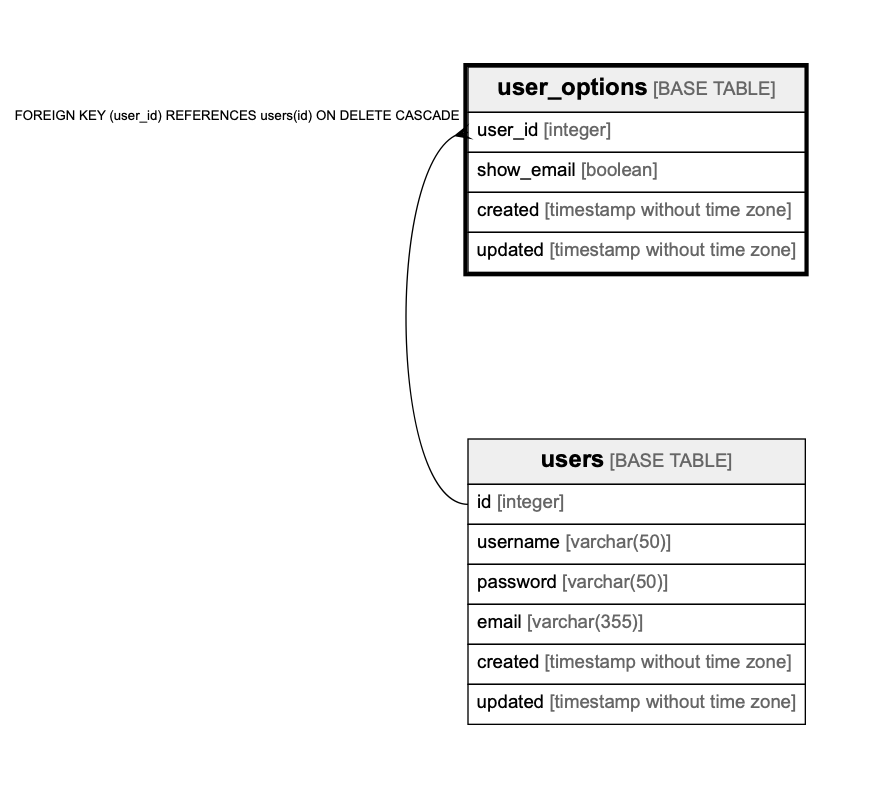 user_options [BASE TABLE]
FOREIGN KEY (user_id) REFERENCES users(id) ON DELETE CASCADE
user_id [integer]
show_email [boolean]
created [timestamp without time zone]
updated [timestamp without time zone]
users [BASE TABLE]
id [integer]
username [varchar(50)]
password [varchar(50)]
email [varchar(355)]
created [timestamp without time zone]
updated [timestamp without time zone]